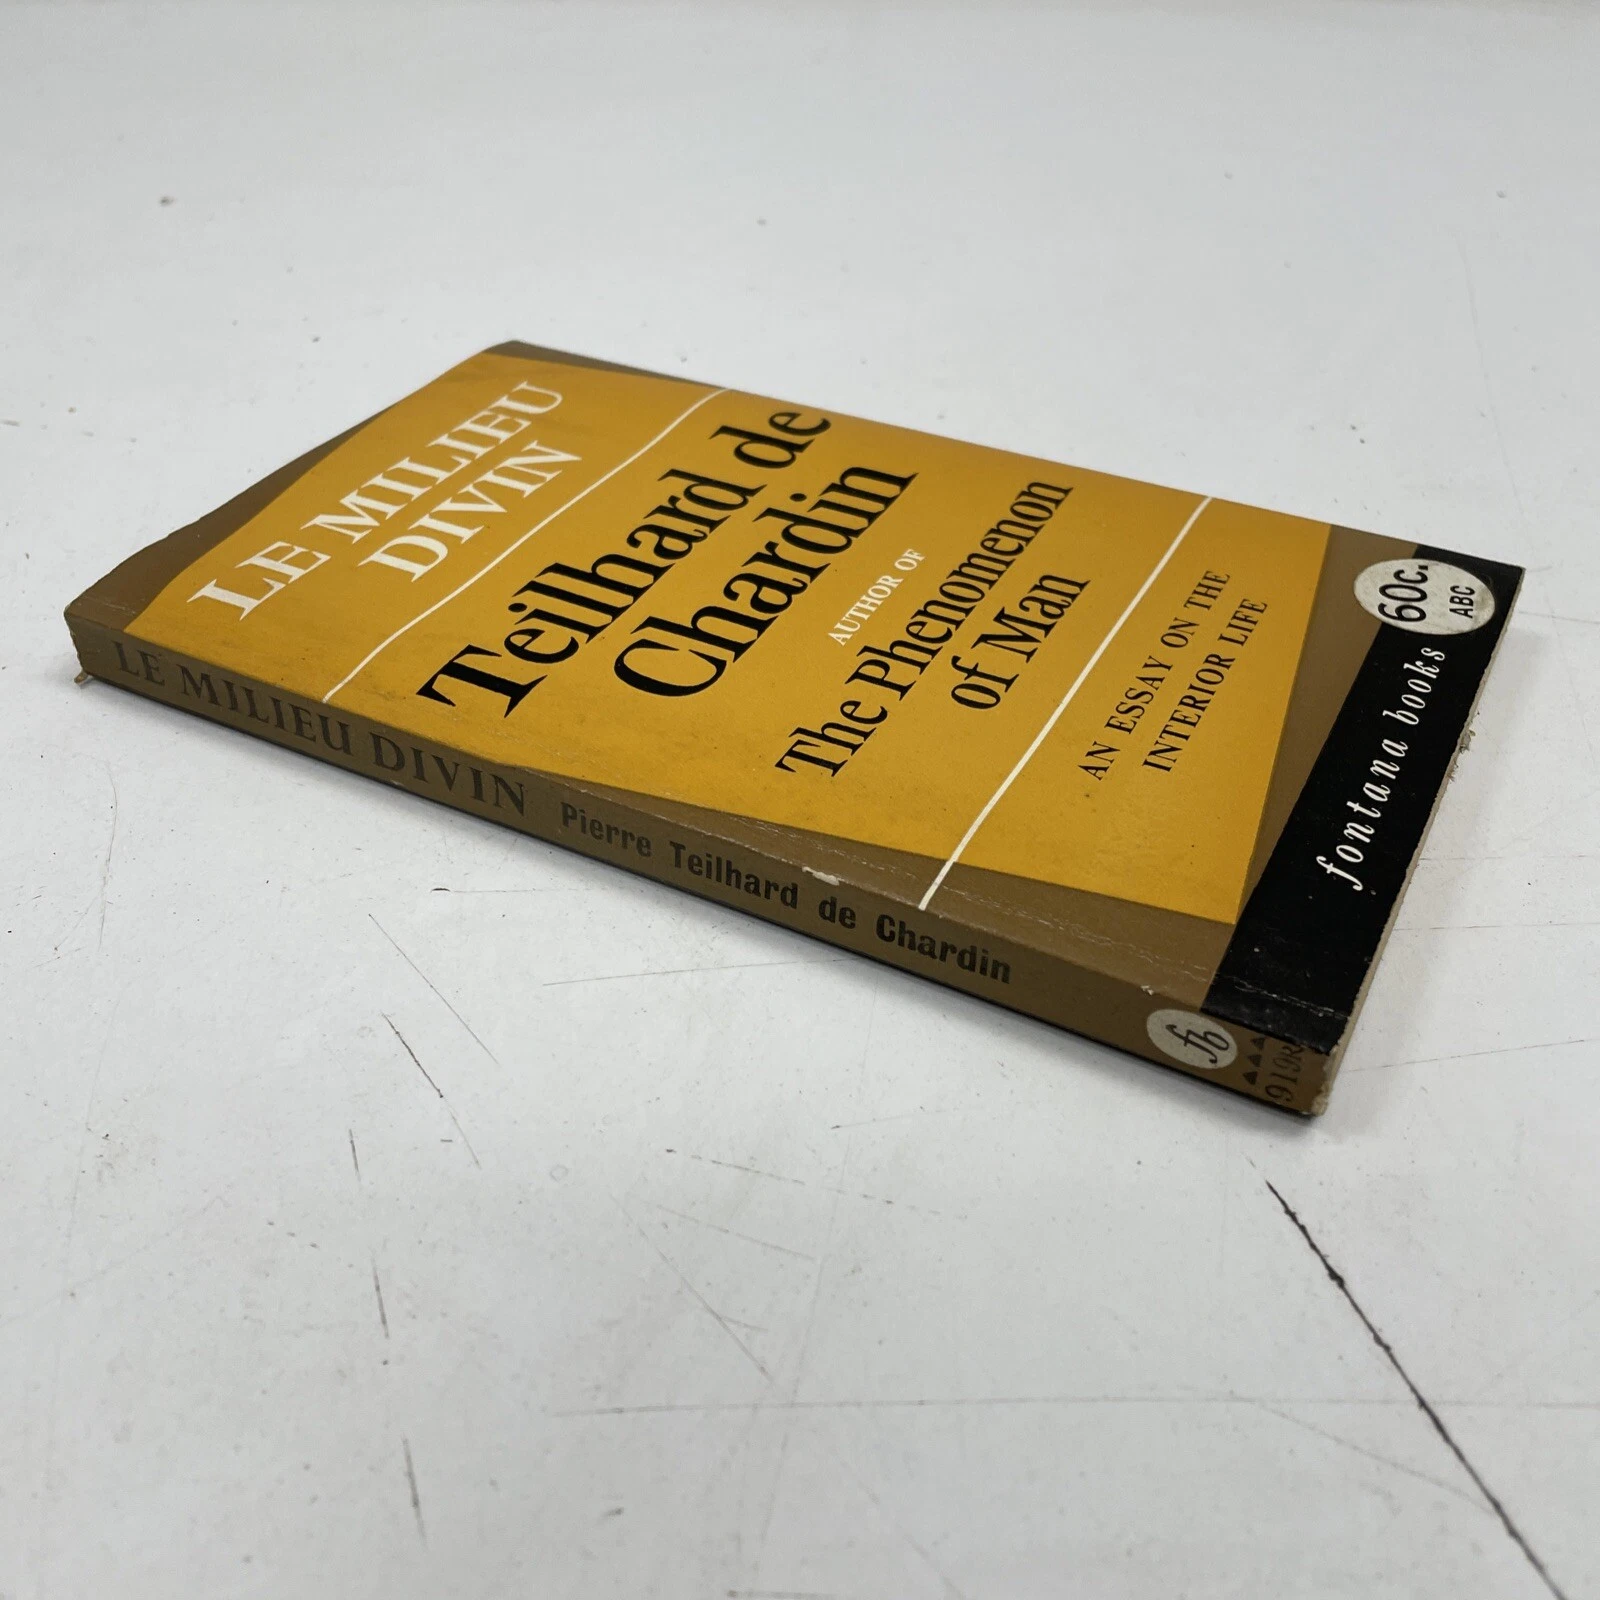 LE MILIEU
DIVIN
Teilhard de
Chardin
AUTHOR OF
The Phenomenon
of Man
AN ESSAY ON THE
INTERIOR LIFE
60c.
ABC
fontana books
LE MILIEU DIVIN Pierre Teilhard de Chardin
fb
919R